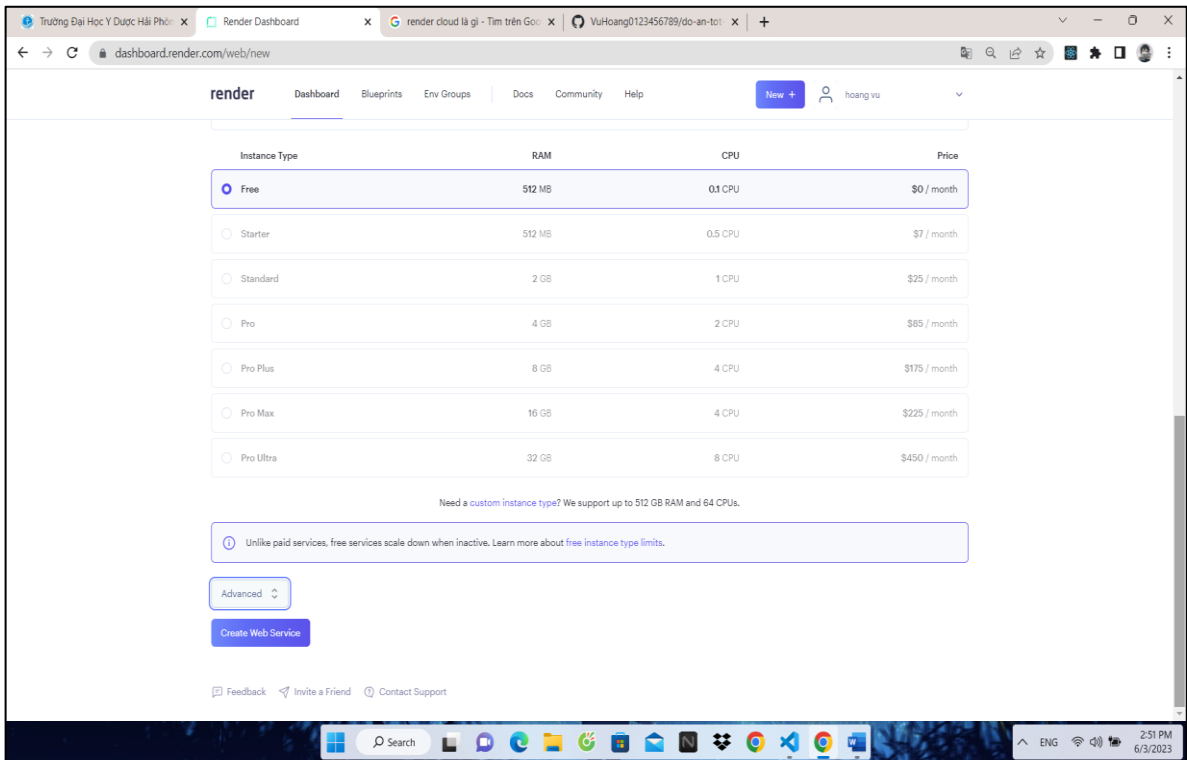 Trường Đại Học Y Dược Hải Phòn
Render Dashboard
render cloud là gì - Tìm trên Goo
VuHoang0123456789/do-an-tot-
dashboard.render.com/web/new
render Dashboard Blueprints Env Groups Docs Community Help New + hoang vu
Instance Type RAM CPU Price
Free 512 MB 0.1 CPU $0 / month
Starter 512 MB 0.5 CPU $7 / month
Standard 2 GB 1 CPU $25 / month
Pro 4 GB 2 CPU $85 / month
Pro Plus 8 GB 4 CPU $175 / month
Pro Max 16 GB 4 CPU $225 / month
Pro Ultra 32 GB 8 CPU $450 / month
Need a custom instance type? We support up to 512 GB RAM and 64 CPUs.
Unlike paid services, free services scale down when inactive. Learn more about free instance type limits.
Advanced
Create Web Service
Feedback Invite a Friend Contact Support
Search
ENG
2:51 PM
6/3/2023